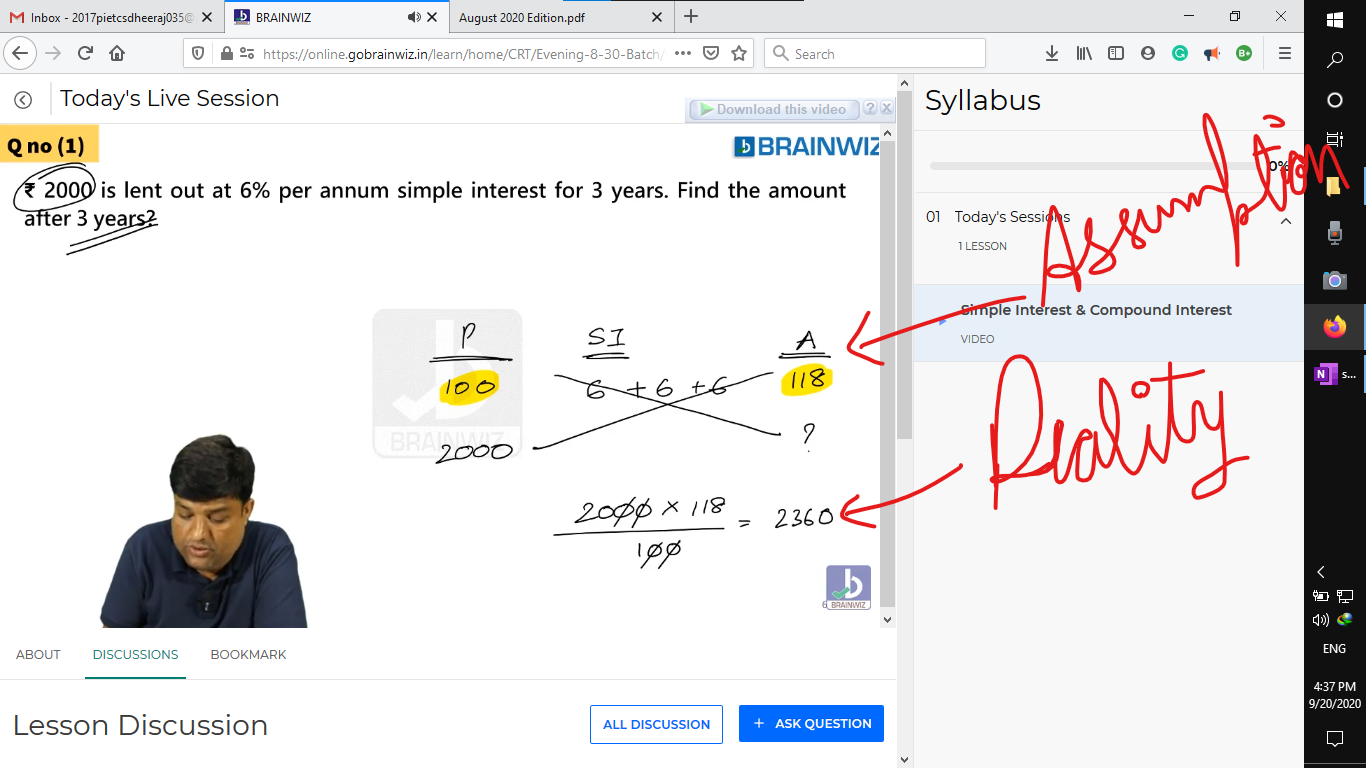 Inbox - 2017pietcsdheeraj035@
BRAINWIZ
August 2020 Edition.pdf
https://online.gobrainwiz.in/learn/home/CRT/Evening-8-30-Batch/
Search
Today's Live Session
Download this video
Syllabus
Q no (1)
BRAINWIZ
0%
₹ 2000 is lent out at 6% per annum simple interest for 3 years. Find the amount
after 3 years?
Assumption
01 Today's Sessions
1 LESSON
Simple Interest & Compound Interest
VIDEO
P SI A
100 6 + 6 + 6 118
BRAINWIZ
2000 ?
Reality
2000 × 118
= 2360
100
6
BRAINWIZ
ABOUT DISCUSSIONS BOOKMARK
Lesson Discussion
ALL DISCUSSION
+ ASK QUESTION
N s...
ENG
4:37 PM
9/20/2020